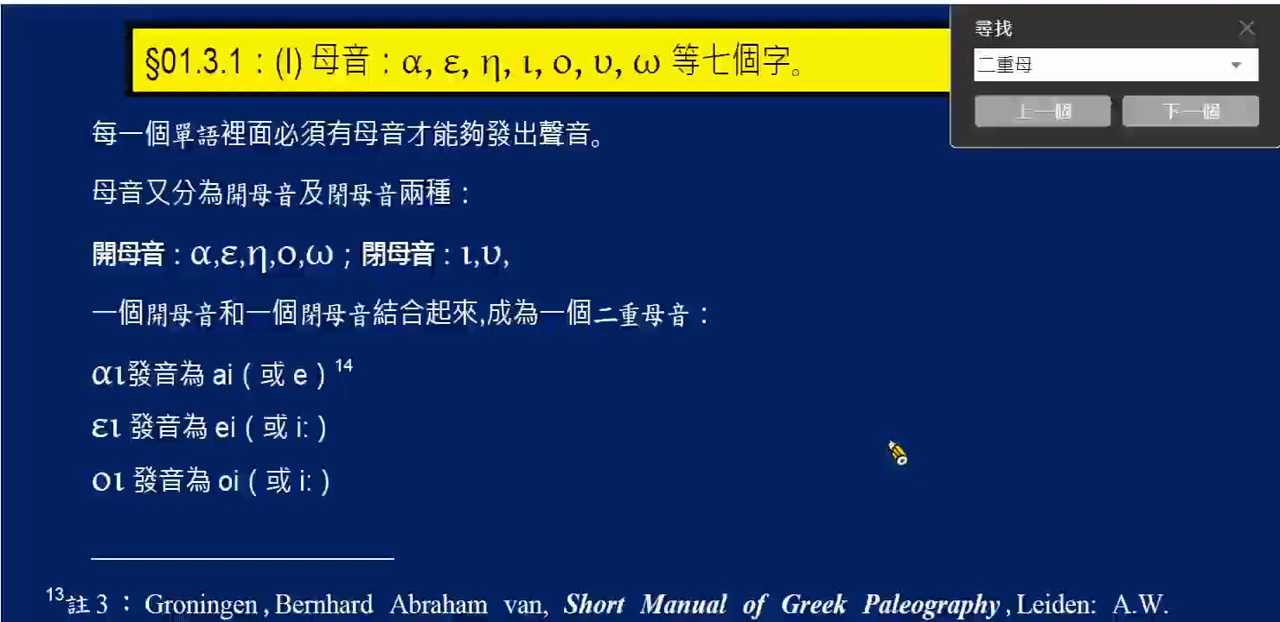 §01.3.1：(I) 母音：α, ε, η, ι, ο, υ, ω 等七個字。
尋找
二重母
上一個 下一個
每一個單語裡面必須有母音才能夠發出聲音。
母音又分為開母音及閉母音兩種：
開母音：α,ε,η,ο,ω；閉母音：ι,υ,
一個開母音和一個閉母音結合起來,成為一個二重母音：
αι發音為 ai（或 e）14
ει 發音為 ei（或 i:）
οι 發音為 oi（或 i:）
13註 3：Groningen, Bernhard Abraham van, Short Manual of Greek Paleography, Leiden: A.W.